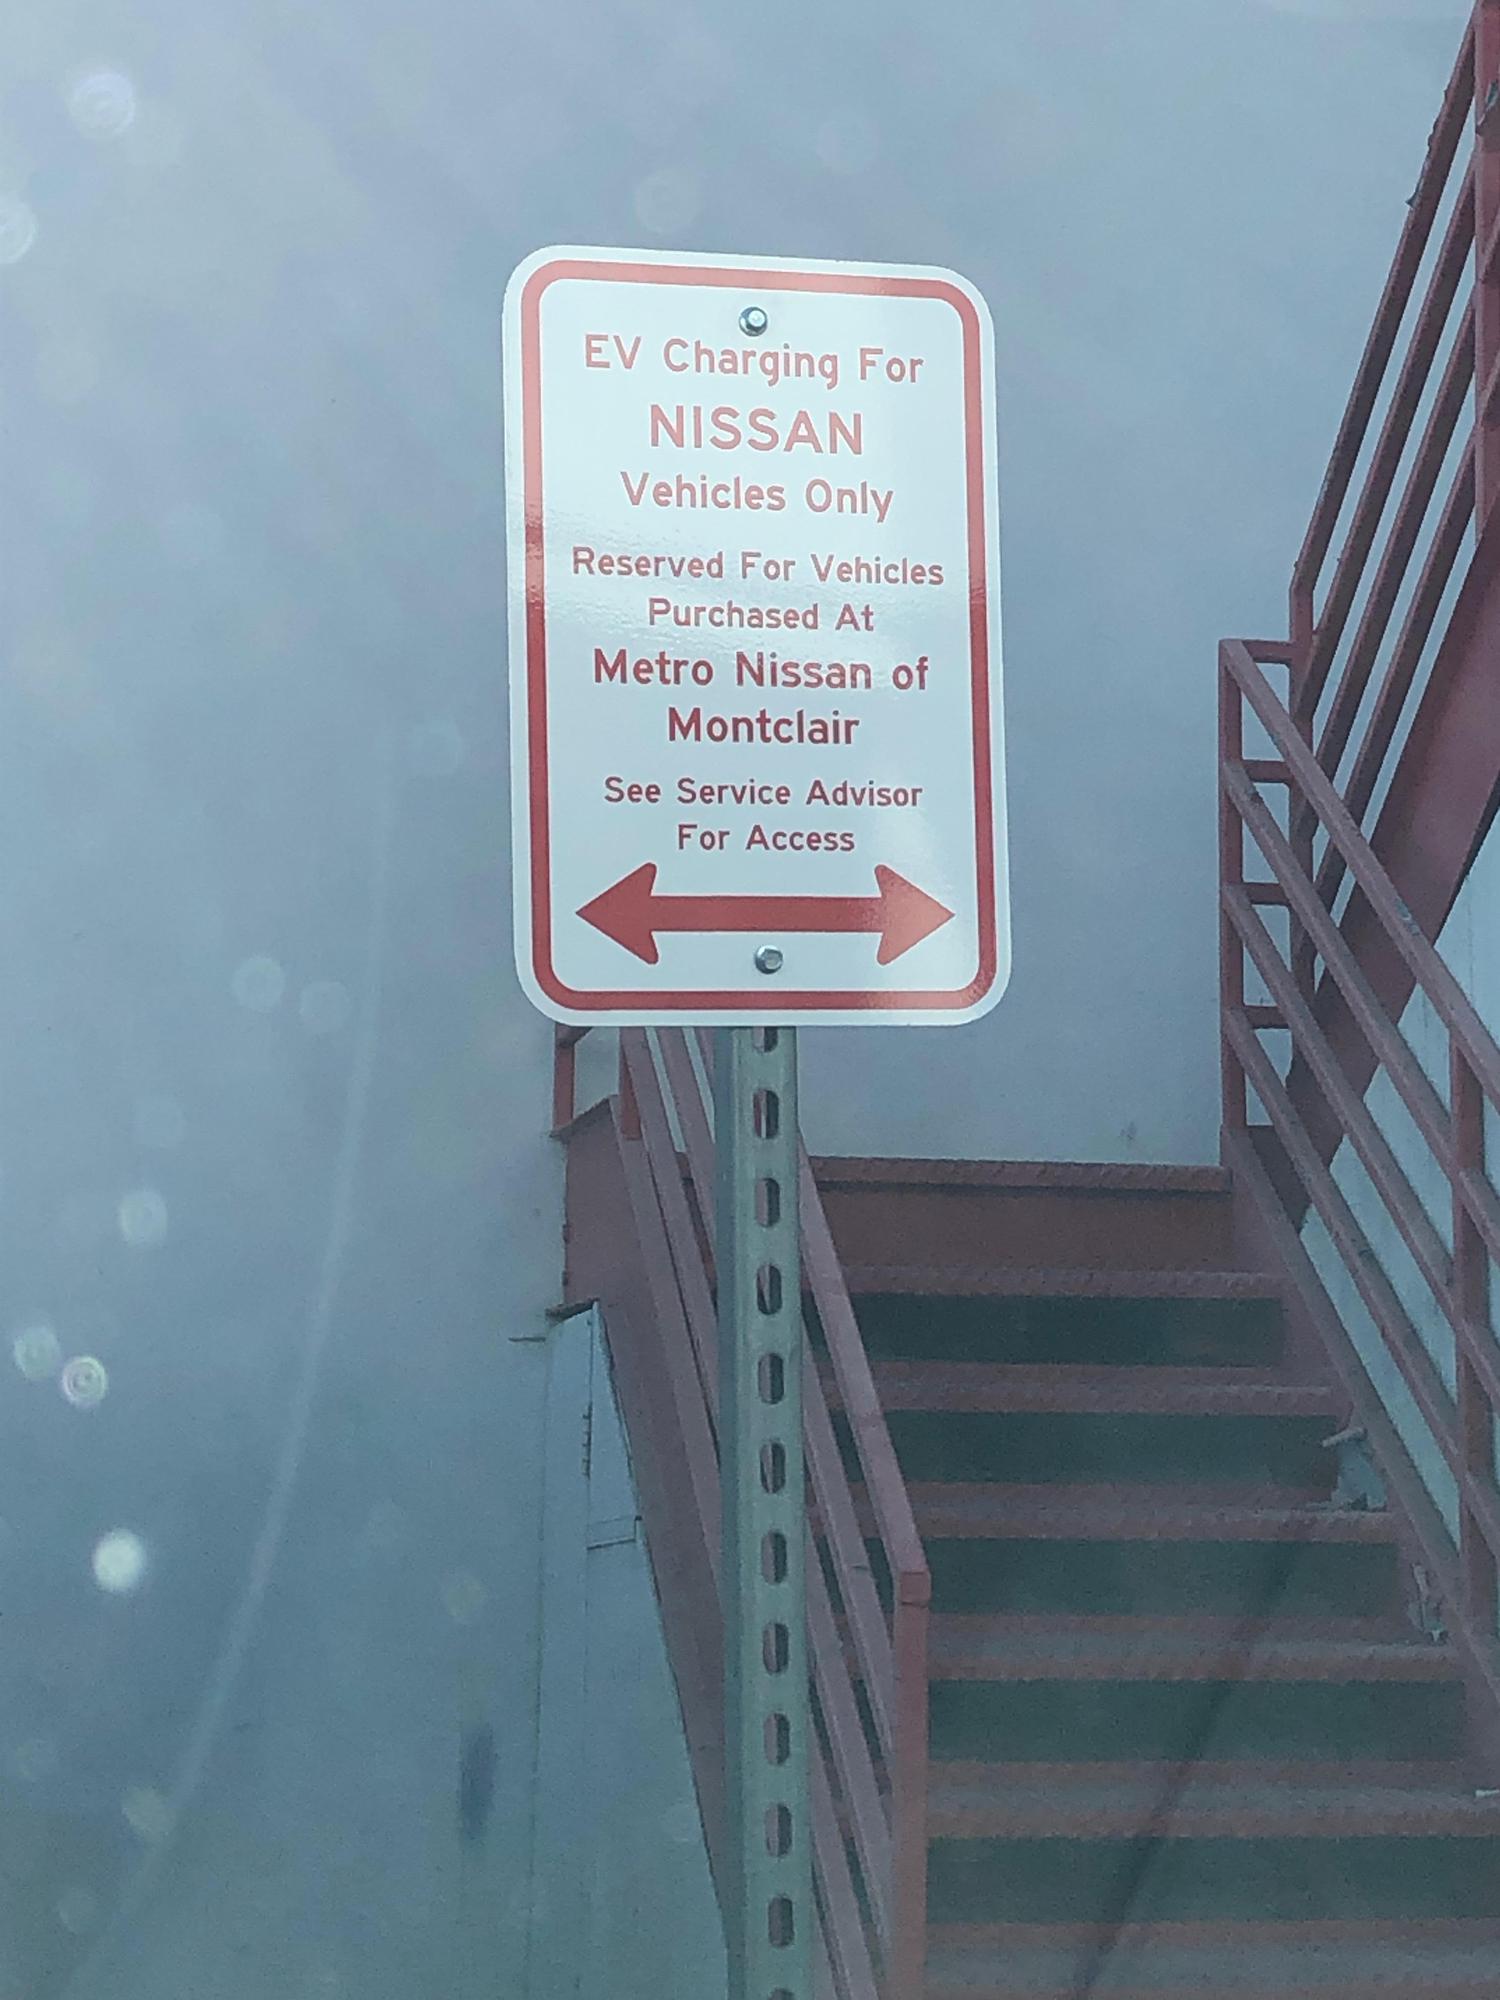 EV Charging For
NISSAN
Vehicles Only
Reserved For Vehicles
Purchased At
Metro Nissan of
Montclair
See Service Advisor
For Access